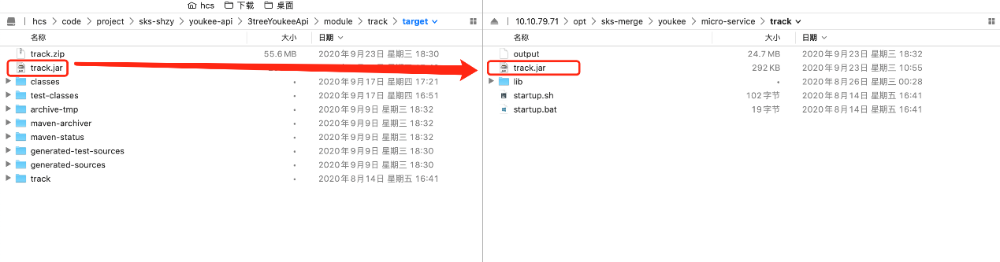 hcs 下载 桌面
hcs > code > project > sks-shzy > youkee-api > 3treeYoukeeApi > module > track > target
名称 大小 日期
track.zip 55.6 MB 2020年9月23日 星期三 18:30
track.jar
classes 2020年9月17日 星期四 17:21
test-classes 2020年9月17日 星期四 16:51
archive-tmp 2020年9月9日 星期三 18:32
maven-archiver 2020年9月9日 星期三 18:32
maven-status 2020年9月9日 星期三 18:32
generated-test-sources 2020年9月9日 星期三 18:30
generated-sources 2020年9月9日 星期三 18:30
track 2020年8月14日 星期五 16:41
10.10.79.71 > opt > sks-merge > youkee > micro-service > track
名称 大小 日期
output 24.7 MB 2020年9月23日 星期三 18:32
track.jar 292 KB 2020年9月23日 星期三 10:55
lib 2020年8月26日 星期三 00:28
startup.sh 102字节 2020年8月14日 星期五 16:41
startup.bat 19字节 2020年8月14日 星期五 16:41